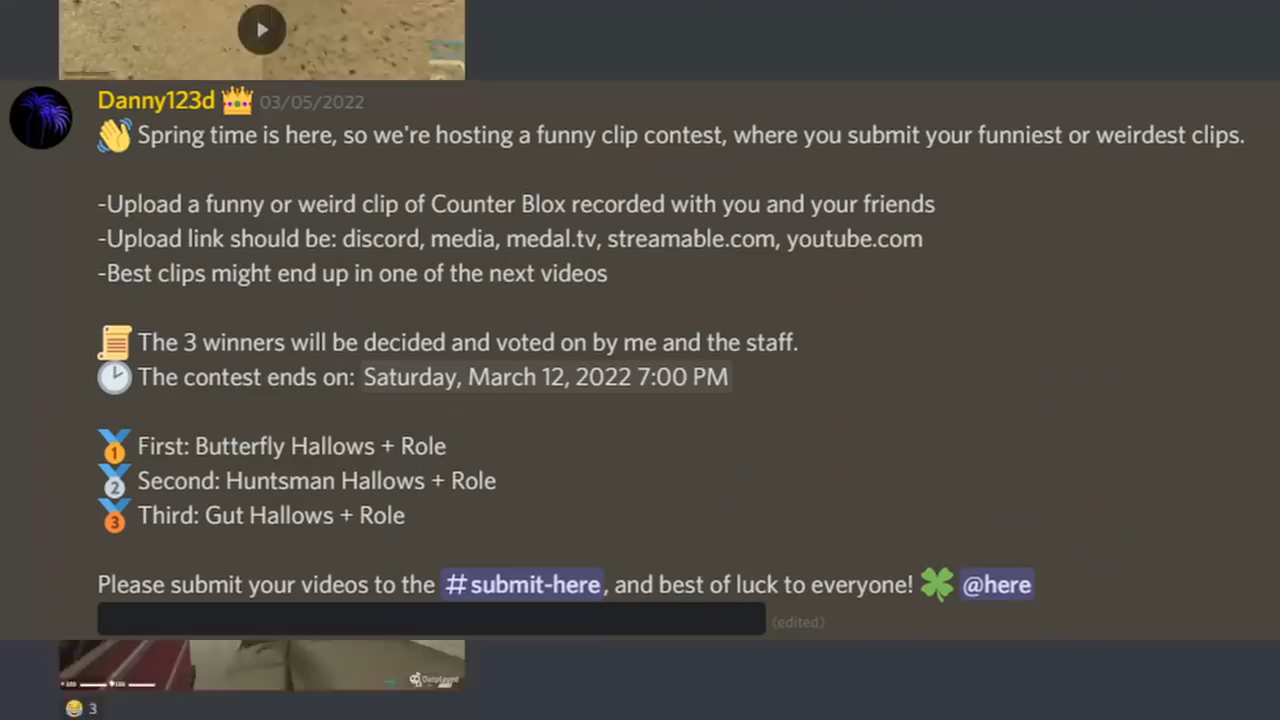 Danny123d 03/05/2022
Spring time is here, so we're hosting a funny clip contest, where you submit your funniest or weirdest clips.
-Upload a funny or weird clip of Counter Blox recorded with you and your friends
-Upload link should be: discord, media, medal.tv, streamable.com, youtube.com
-Best clips might end up in one of the next videos
The 3 winners will be decided and voted on by me and the staff.
The contest ends on: Saturday, March 12, 2022 7:00 PM
1 First: Butterfly Hallows + Role
2 Second: Huntsman Hallows + Role
3 Third: Gut Hallows + Role
Please submit your videos to the #submit-here, and best of luck to everyone! @here
(edited)
Outplayed
3